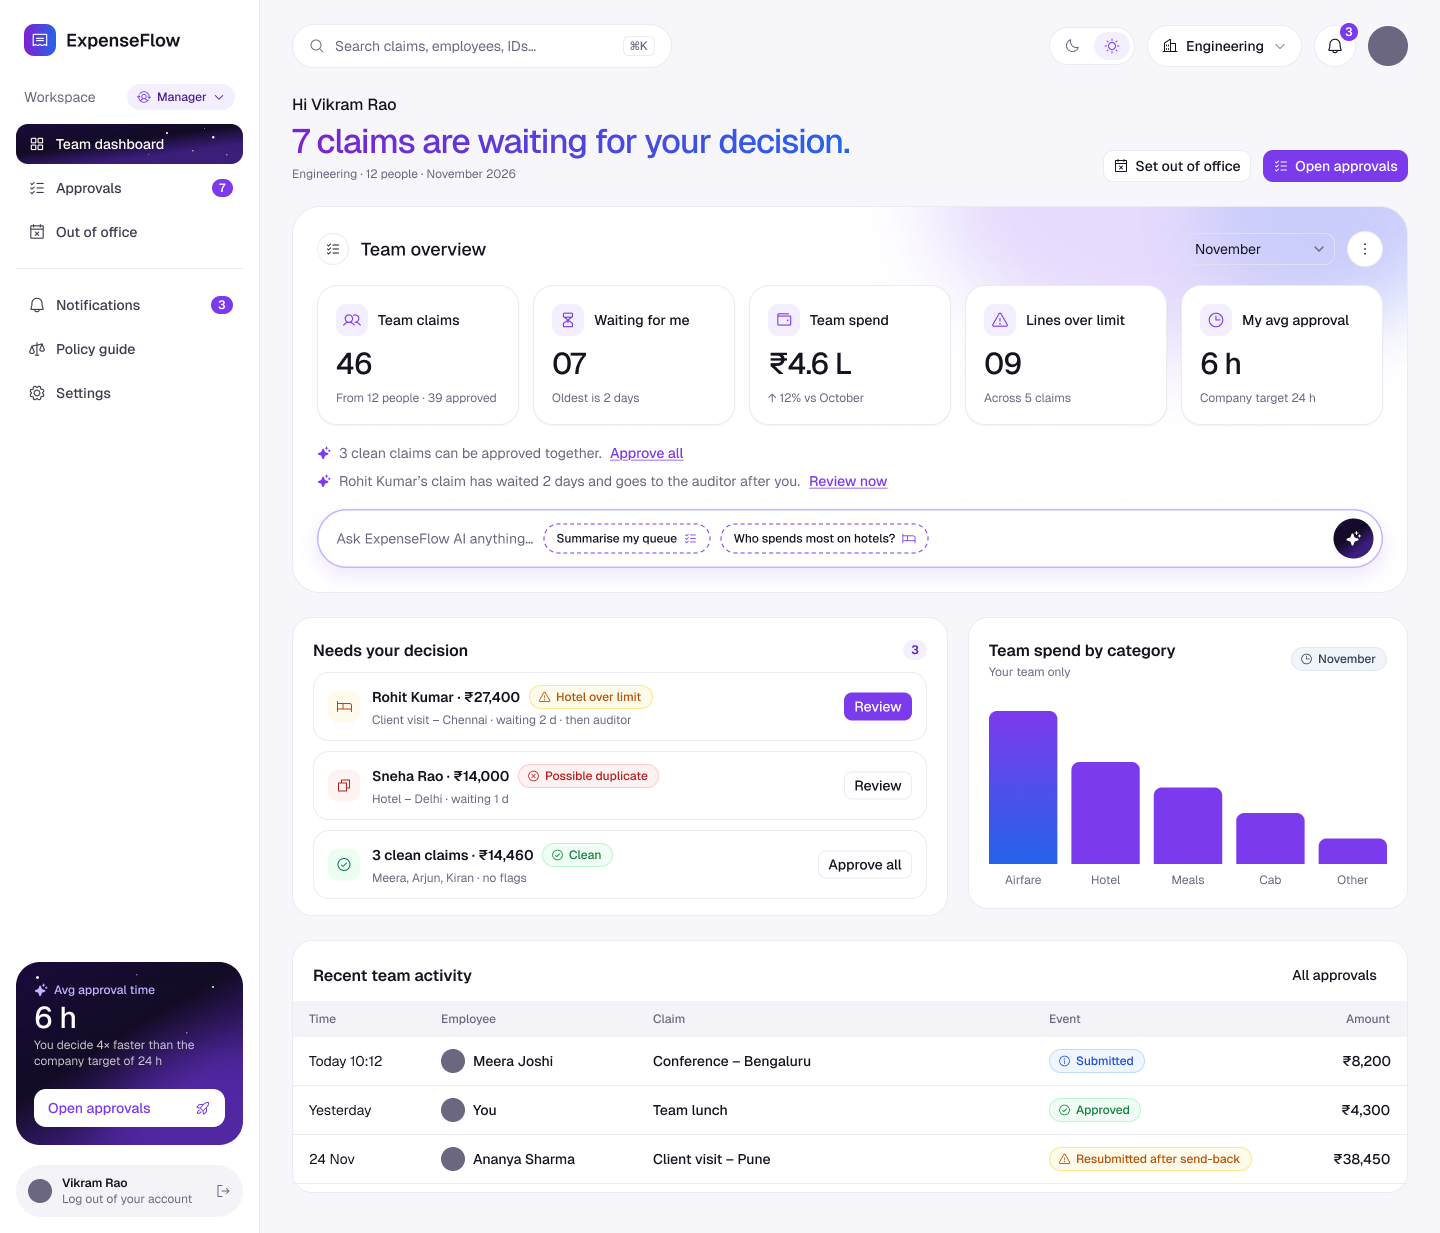 ExpenseFlow
Workspace
Manager
Team dashboard
Approvals
7
Out of office
Notifications
3
Policy guide
Settings
Avg approval time
6 h
You decide 4× faster than the
company target of 24 h
Open approvals
Vikram Rao
Log out of your account
Search claims, employees, IDs...
⌘K
Engineering
3
Hi Vikram Rao
7 claims are waiting for your decision.
Engineering · 12 people · November 2026
Set out of office
Open approvals
Team overview
November
Team claims
46
From 12 people · 39 approved
Waiting for me
07
Oldest is 2 days
Team spend
₹4.6 L
↑ 12% vs October
Lines over limit
09
Across 5 claims
My avg approval
6 h
Company target 24 h
3 clean claims can be approved together. Approve all
Rohit Kumar’s claim has waited 2 days and goes to the auditor after you. Review now
Ask ExpenseFlow AI anything...
Summarise my queue
Who spends most on hotels?
Needs your decision
3
Rohit Kumar · ₹27,400
Hotel over limit
Client visit – Chennai · waiting 2 d · then auditor
Review
Sneha Rao · ₹14,000
Possible duplicate
Hotel – Delhi · waiting 1 d
Review
3 clean claims · ₹14,460
Clean
Meera, Arjun, Kiran · no flags
Approve all
Team spend by category
Your team only
November
Airfare Hotel Meals Cab Other
Recent team activity
All approvals
Time Employee Claim Event Amount
Today 10:12 Meera Joshi Conference – Bengaluru Submitted ₹8,200
Yesterday You Team lunch Approved ₹4,300
24 Nov Ananya Sharma Client visit – Pune Resubmitted after send-back ₹38,450